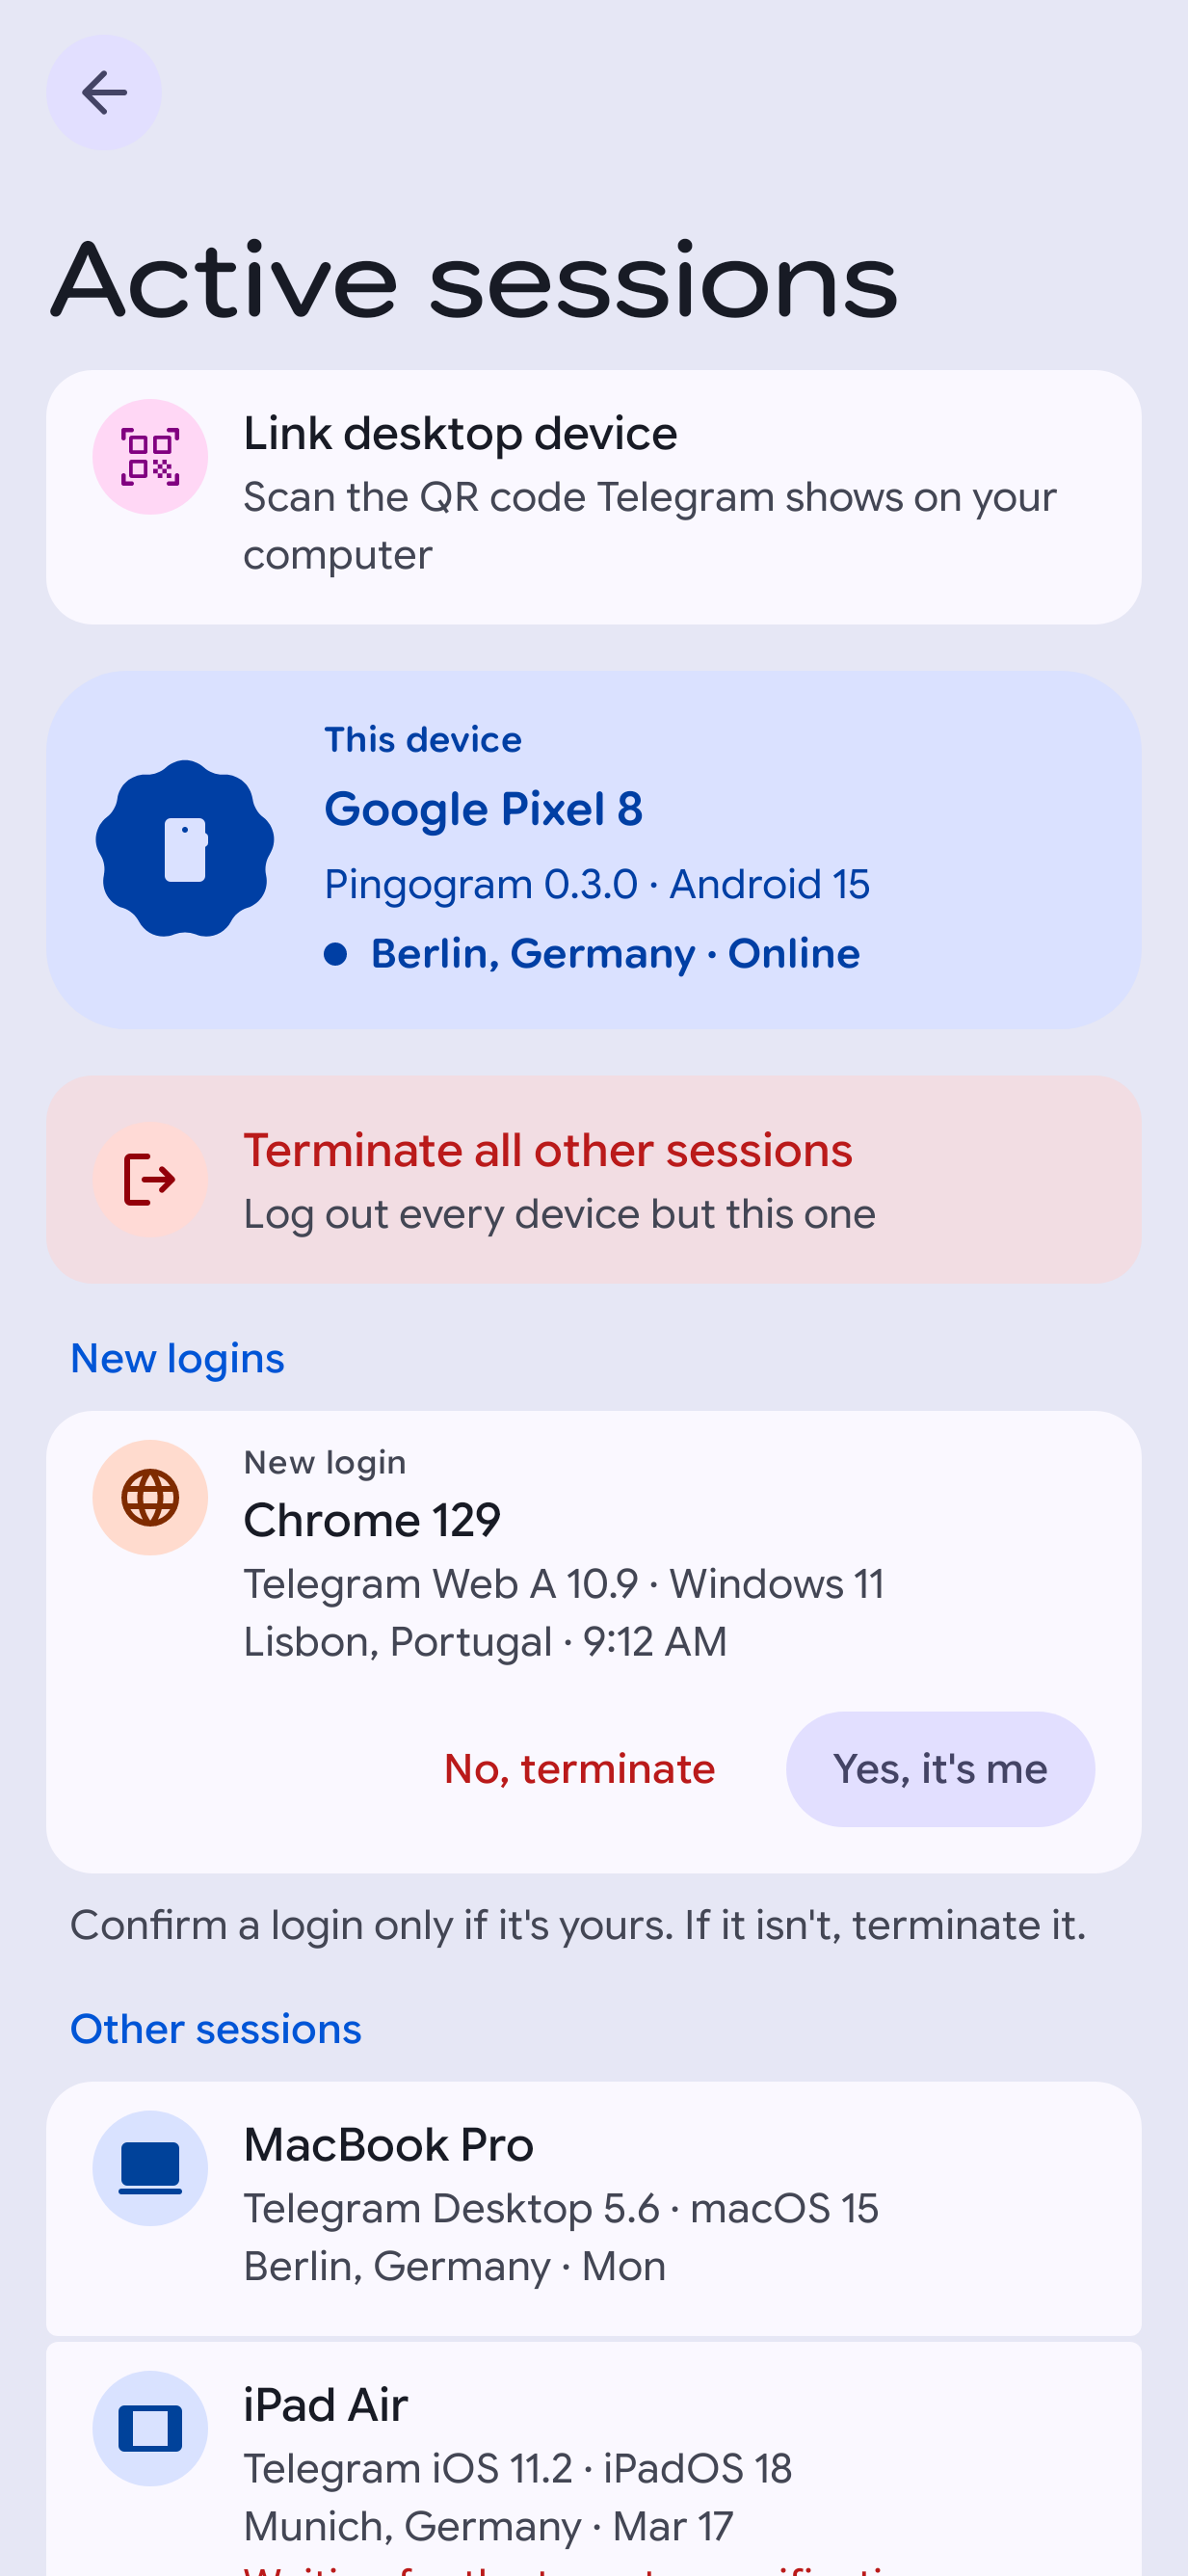 Active sessions
Link desktop device
Scan the QR code Telegram shows on your
computer
This device
Google Pixel 8
Pingogram 0.3.0 · Android 15
Berlin, Germany · Online
Terminate all other sessions
Log out every device but this one
New logins
New login
Chrome 129
Telegram Web A 10.9 · Windows 11
Lisbon, Portugal · 9:12 AM
No, terminate
Yes, it's me
Confirm a login only if it's yours. If it isn't, terminate it.
Other sessions
MacBook Pro
Telegram Desktop 5.6 · macOS 15
Berlin, Germany · Mon
iPad Air
Telegram iOS 11.2 · iPadOS 18
Munich, Germany · Mar 17